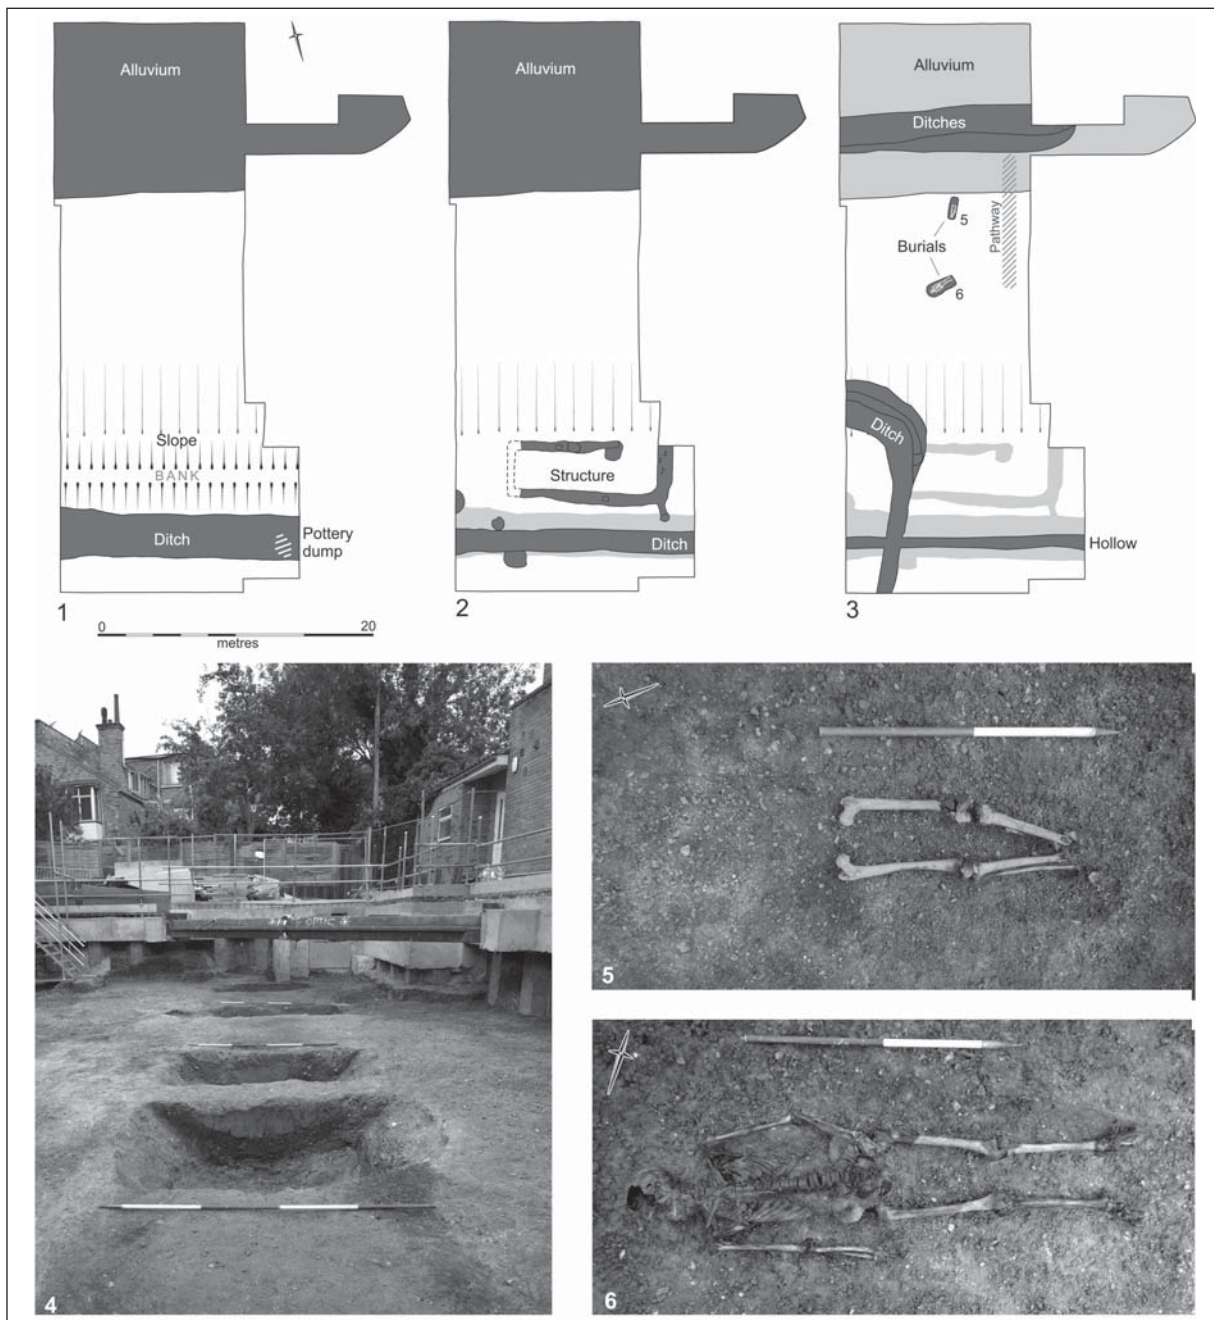 Alluvium
Slope
BANK
Ditch
Pottery
dump
1
0 20
metres
Alluvium
Structure
Ditch
2
Alluvium
Ditches
Pathway
5
Burials
6
Ditch
Hollow
3
4
5
6